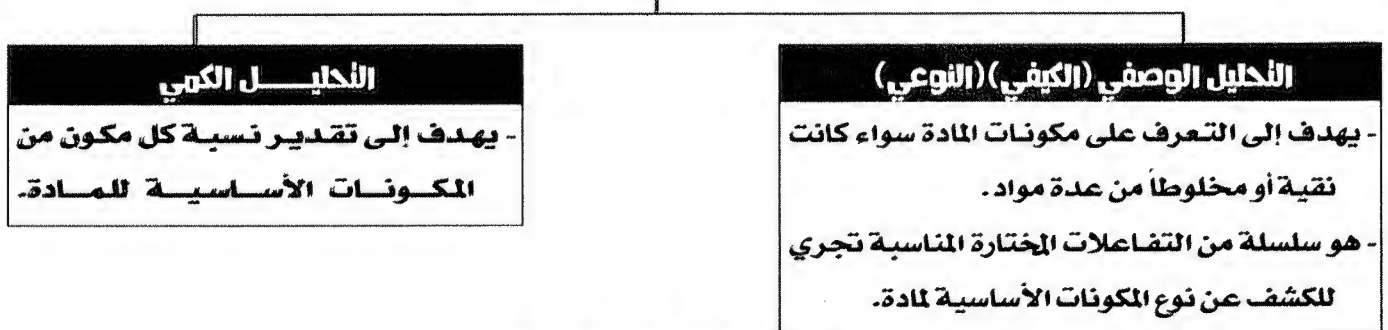 التحليل الوصفي (الكيفي) (النوعي)
- يهدف إلى التعرف على مكونات المادة سواء كانت
نقية أو مخلوطاً من عدة مواد.
- هو سلسلة من التفاعلات المختارة المناسبة تجري
للكشف عن نوع المكونات الأساسية لمادة.
التحليل الكمي
- يهدف إلى تقدير نسبة كل مكون من
المكونات الأساسية للمادة.